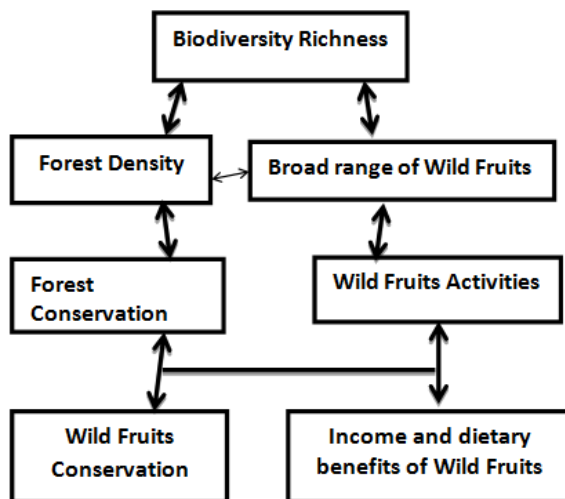 Biodiversity Richness
Forest Density
Broad range of Wild Fruits
Forest
Conservation
Wild Fruits Activities
Wild Fruits
Conservation
Income and dietary
benefits of Wild Fruits